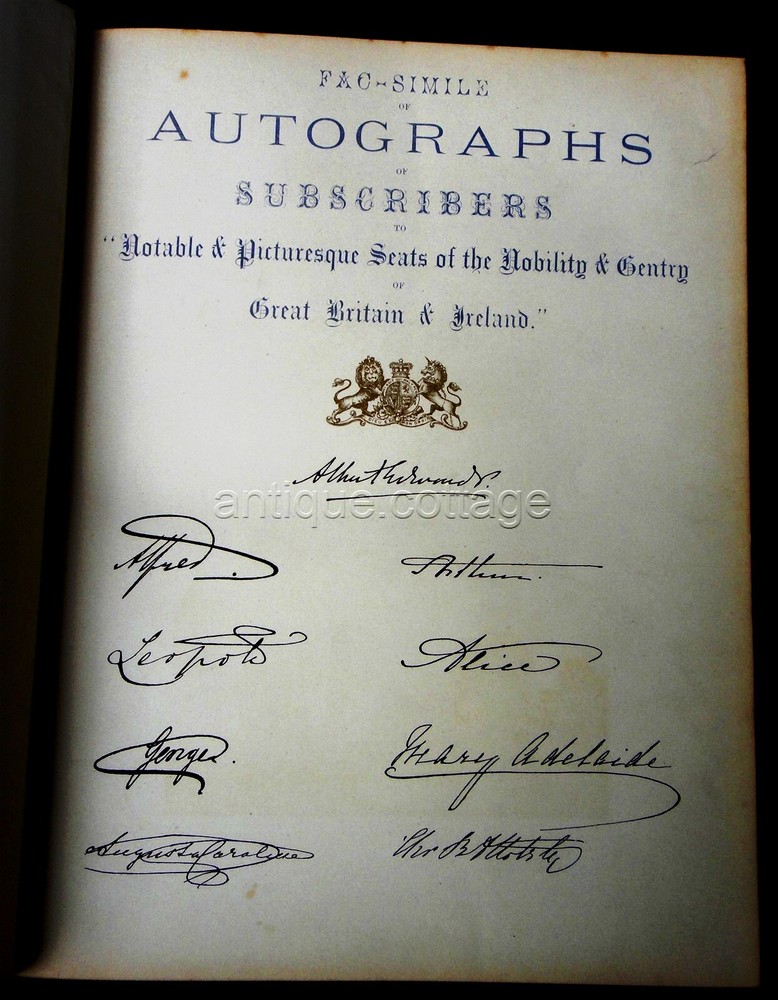 FAC-SIMILE
OF
AUTOGRAPHS
OF
SUBSCRIBERS
TO
"Notable & Picturesque Seats of the Nobility & Gentry
OF
Great Britain & Ireland."
Albert Edward P.
antique.cottage
Alfred. Arthur.
Leopold Alice
George. Mary Adelaide
Augusta Caroline